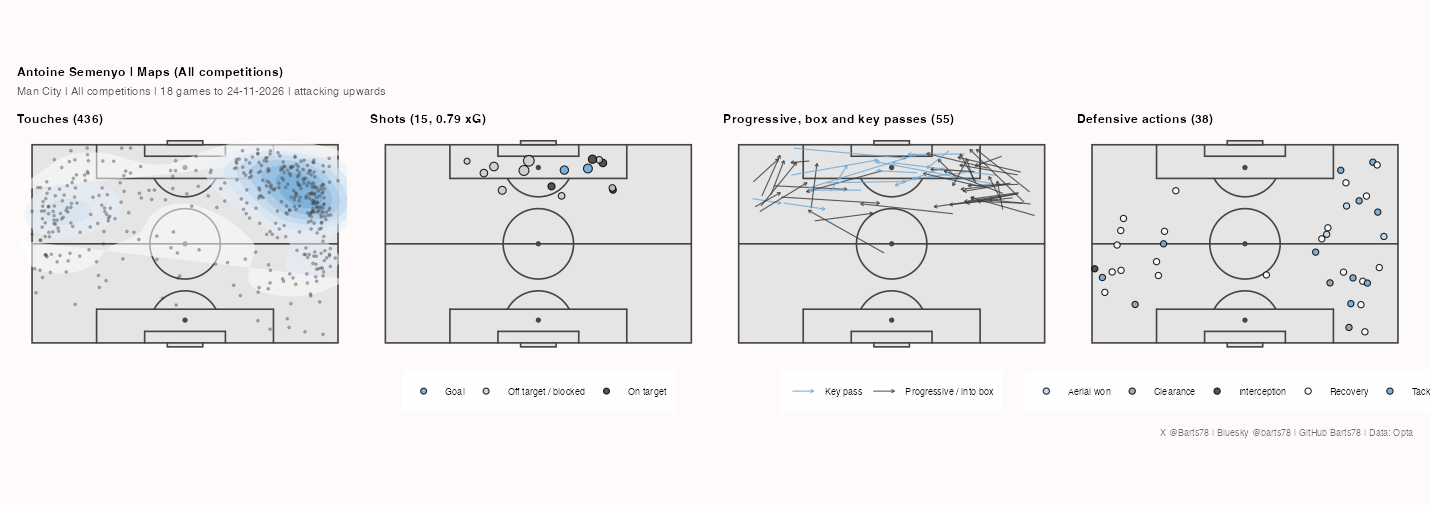 Antoine Semenyo | Maps (All competitions)
Man City | All competitions | 18 games to 24-11-2026 | attacking upwards
Touches (436)
Shots (15, 0.79 xG)
Progressive, box and key passes (55)
Defensive actions (38)
Goal
Off target / blocked
On target
Key pass
Progressive / Into box
Aerial won
Clearance
Interception
Recovery
Tack
X @Barts78 | Bluesky @barts78 | GitHub Barts78 | Data: Opta